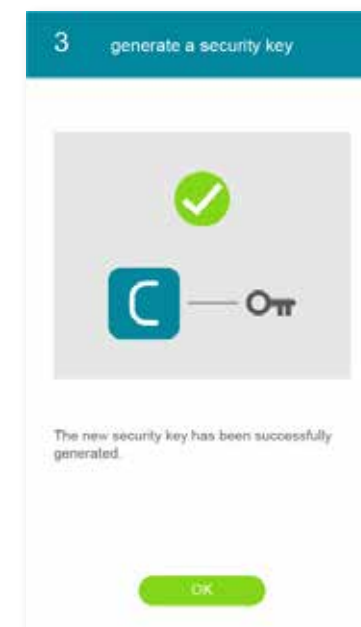 3 generate a security key
C
The new security key has been successfully
generated.
OK